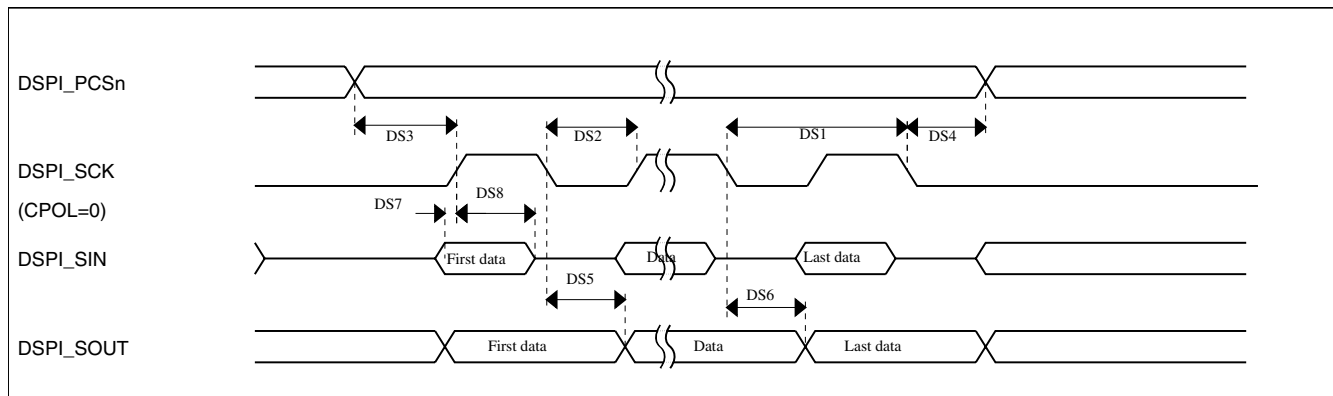 DSPI_PCSn
DS3
DS2
DS1
DS4
DSPI_SCK
(CPOL=0)
DS7
DS8
DSPI_SIN
First data
Data
Last data
DS5
DS6
DSPI_SOUT
First data
Data
Last data